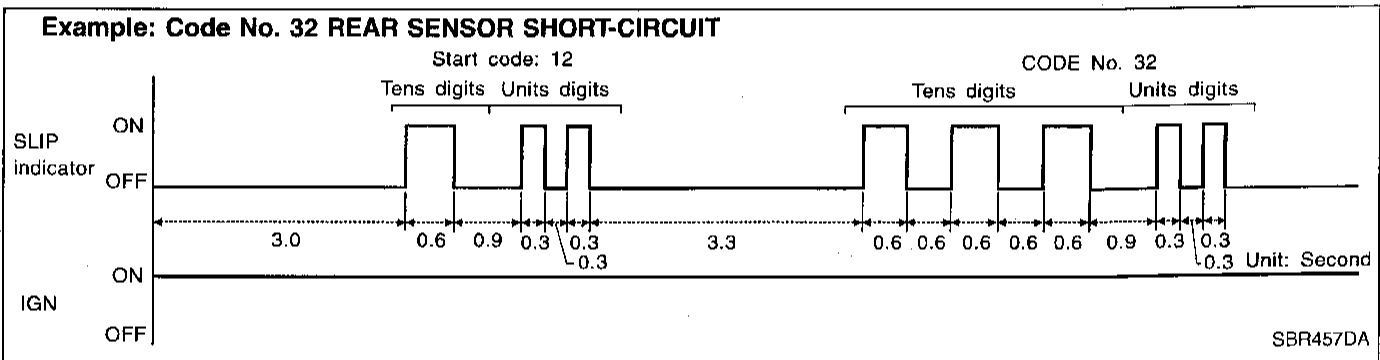 Example: Code No. 32 REAR SENSOR SHORT-CIRCUIT
Start code: 12
CODE No. 32
Tens digits Units digits
Tens digits
Units digits
ON
SLIP
indicator
OFF
3.0 0.6 0.9 0.3 0.3 3.3 0.6 0.6 0.6 0.6 0.6 0.9 0.3 0.3
0.3 0.3 Unit: Second
ON
IGN
OFF
SBR457DA